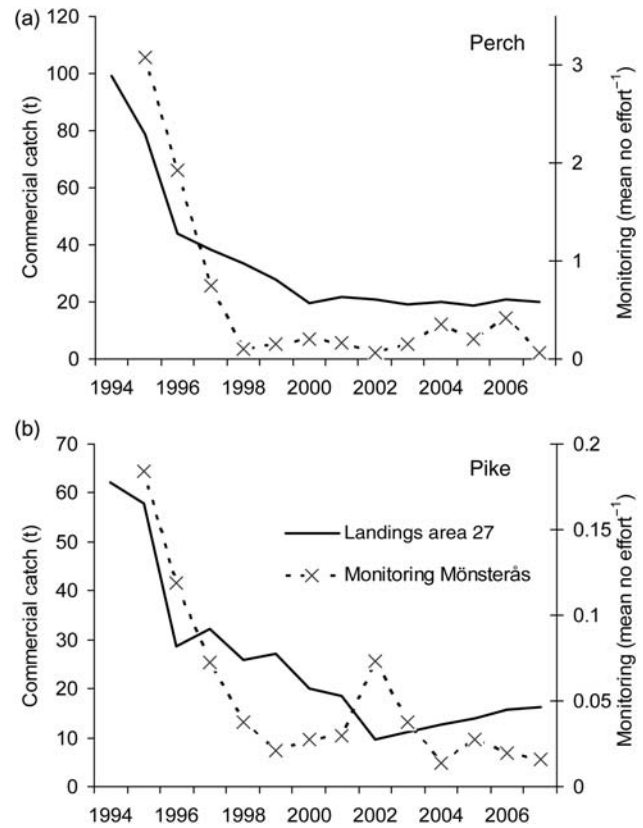 (a)
Perch
Commercial catch (t)
120
100
80
60
40
20
0
3
2
1
0
Monitoring (mean no effort⁻¹)
1994 1996 1998 2000 2002 2004 2006
(b)
Pike
Commercial catch (t)
70
60
50
40
30
20
10
0
Landings area 27
Monitoring Mönsterås
0.2
0.15
0.1
0.05
0
Monitoring (mean no effort⁻¹)
1994 1996 1998 2000 2002 2004 2006